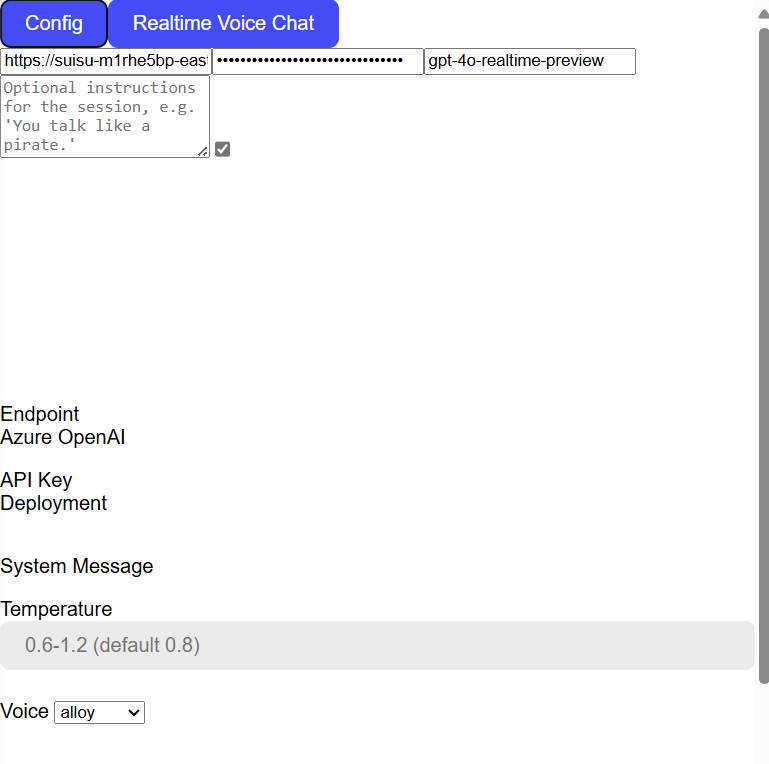 Config Realtime Voice Chat
https://suisu-m1rhe5bp-eas gpt-4o-realtime-preview
Optional instructions
for the session, e.g.
'You talk like a
pirate.'
Endpoint
Azure OpenAI
API Key
Deployment
System Message
Temperature
0.6-1.2 (default 0.8)
Voice alloy